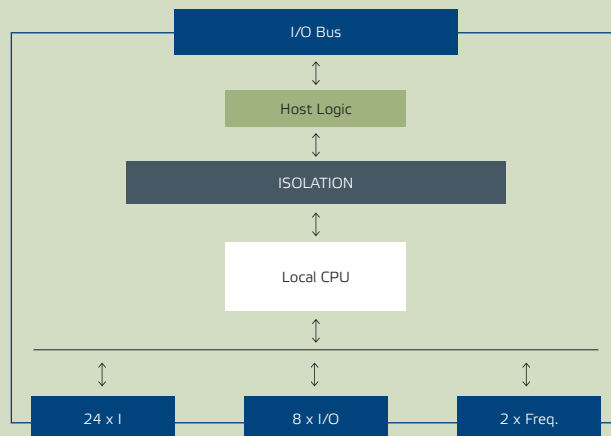 I/O Bus
Host Logic
ISOLATION
Local CPU
24 x I
8 x I/O
2 x Freq.